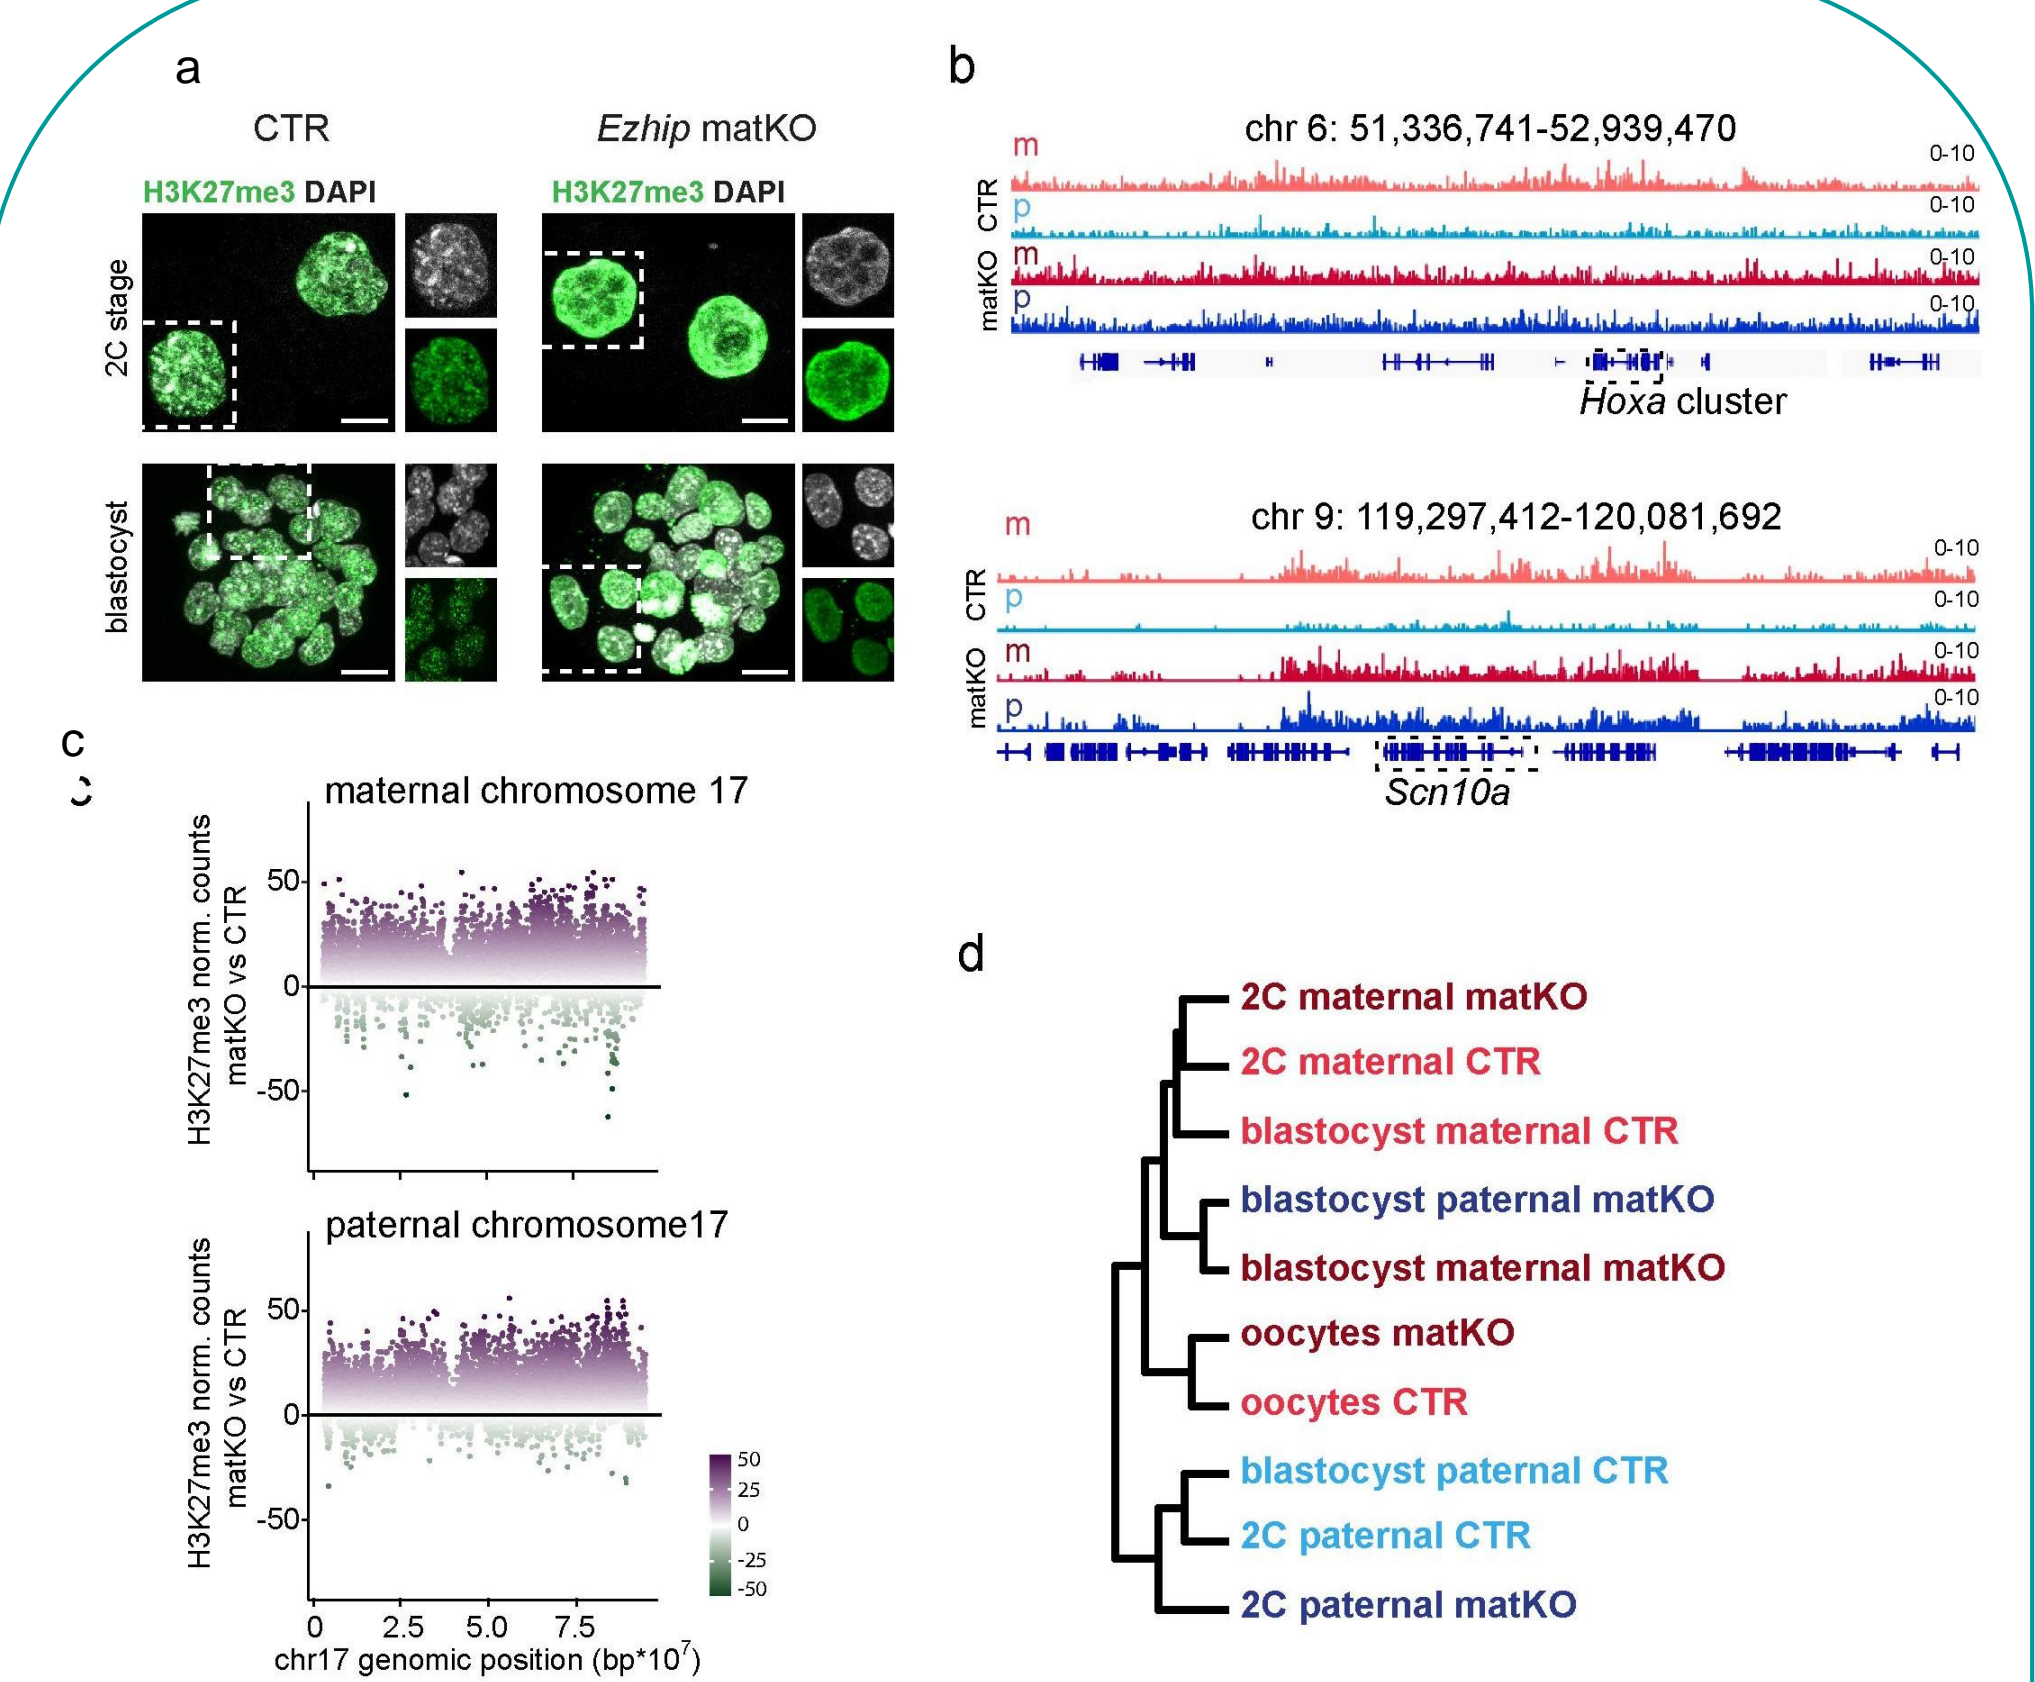 a
CTR
Ezhip matKO
H3K27me3 DAPI
H3K27me3 DAPI
2C stage
blastocyst
b
chr 6: 51,336,741-52,939,470
CTR
matKO
m
0-10
p
0-10
m
0-10
p
0-10
Hoxa cluster
chr 9: 119,297,412-120,081,692
CTR
matKO
m
0-10
p
0-10
m
0-10
p
0-10
Scn10a
c
maternal chromosome 17
H3K27me3 norm. counts
matKO vs CTR
50
0
-50
paternal chromosome17
H3K27me3 norm. counts
matKO vs CTR
50
0
-50
0 2.5 5.0 7.5
chr17 genomic position (bp*10⁷)
50
25
0
-25
-50
d
2C maternal matKO
2C maternal CTR
blastocyst maternal CTR
blastocyst paternal matKO
blastocyst maternal matKO
oocytes matKO
oocytes CTR
blastocyst paternal CTR
2C paternal CTR
2C paternal matKO